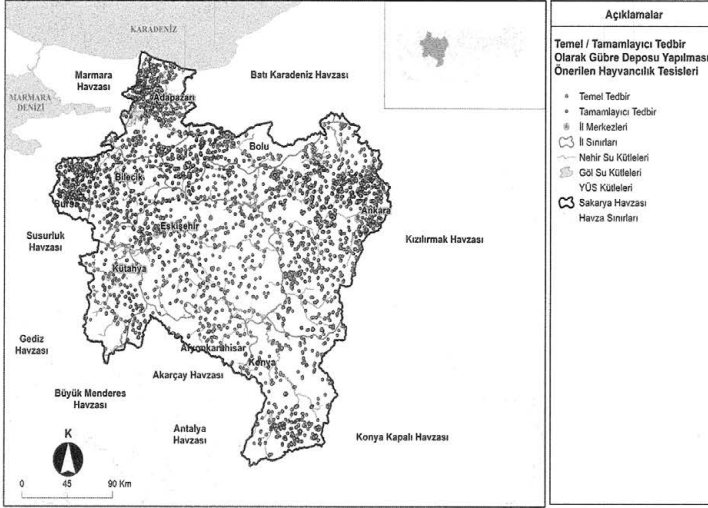 KARADENİZ
Marmara
Havzası
Batı Karadeniz Havzası
MARMARA
DENİZİ
Adapazarı
Bolu
Bilecik
Bursa
Ankara
Eskişehir
Susurluk
Havzası
Kızılırmak Havzası
Kütahya
Gediz
Havzası
Afyonkarahisar
Konya
Akarçay Havzası
Büyük Menderes
Havzası
Antalya
Havzası
Konya Kapalı Havzası
K
0 45 90 Km
Açıklamalar
Temel / Tamamlayıcı Tedbir
Olarak Gübre Deposu Yapılması
Önerilen Hayvancılık Tesisleri
Temel Tedbir
Tamamlayıcı Tedbir
İl Merkezleri
İl Sınırları
Nehir Su Kütleleri
Göl Su Kütleleri
YÜS Kütleleri
Sakarya Havzası
Havza Sınırları